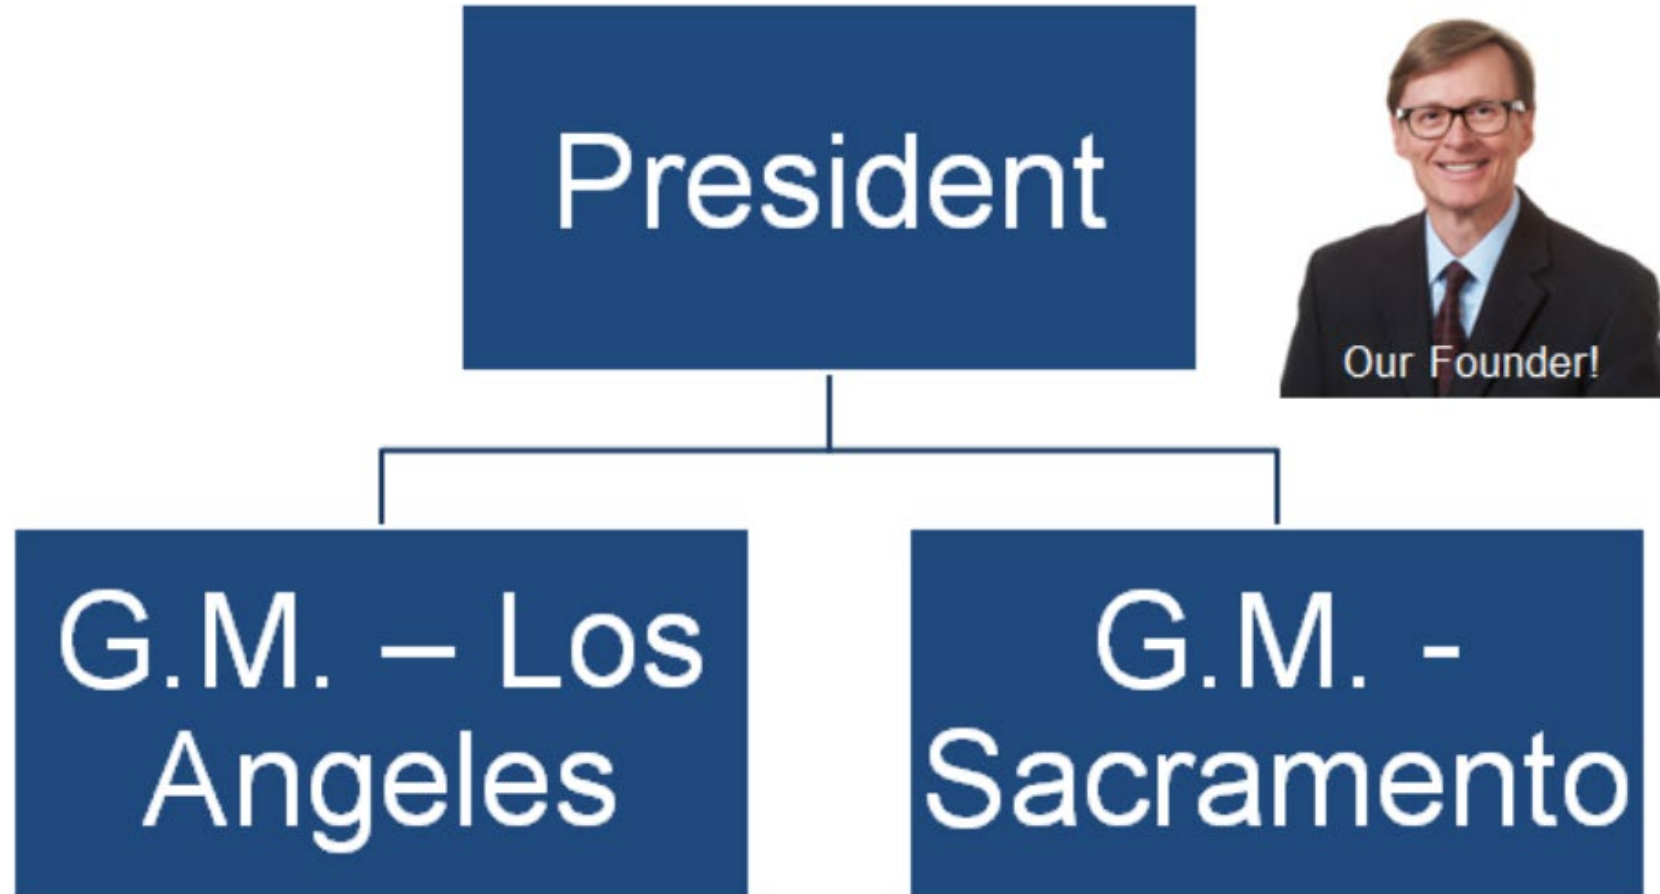 President
Our Founder!
G.M. – Los
Angeles
G.M. -
Sacramento